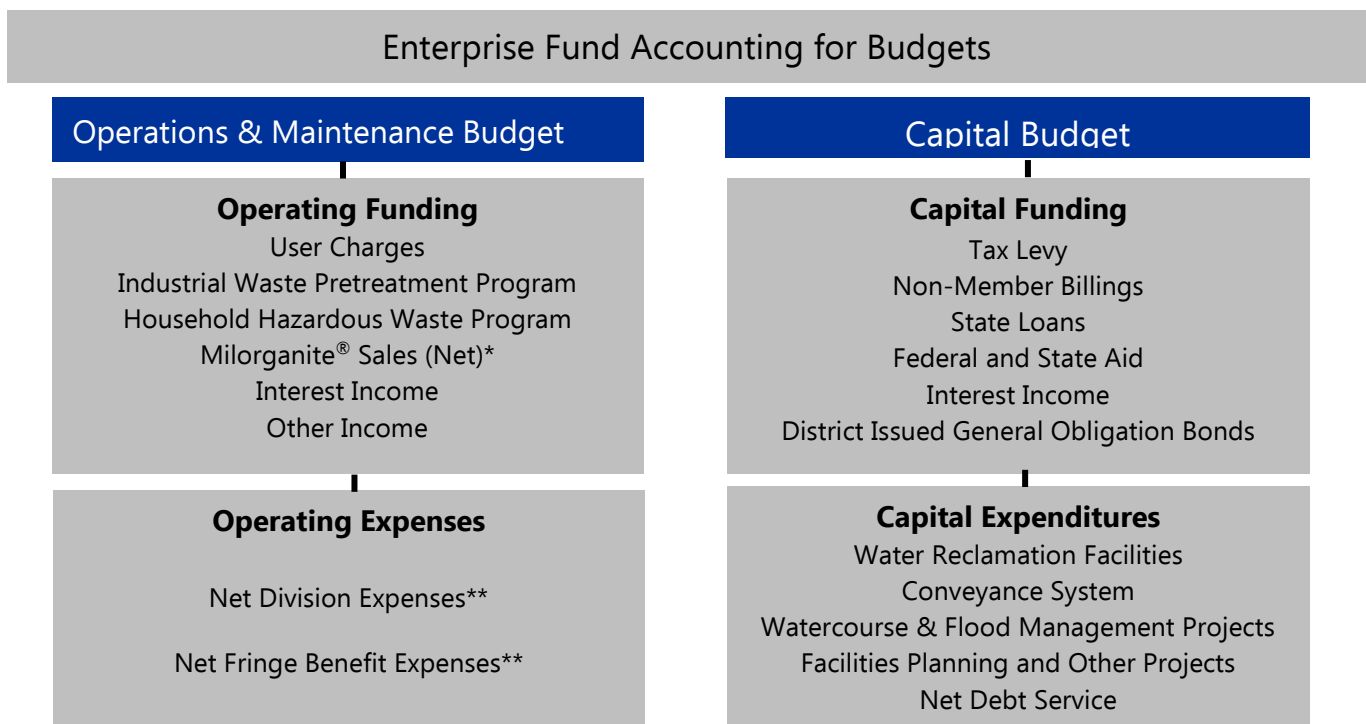 Enterprise Fund Accounting for Budgets
Operations & Maintenance Budget
Operating Funding
User Charges
Industrial Waste Pretreatment Program
Household Hazardous Waste Program
Milorganite® Sales (Net)*
Interest Income
Other Income
Operating Expenses
Net Division Expenses**
Net Fringe Benefit Expenses**
Capital Budget
Capital Funding
Tax Levy
Non-Member Billings
State Loans
Federal and State Aid
Interest Income
District Issued General Obligation Bonds
Capital Expenditures
Water Reclamation Facilities
Conveyance System
Watercourse & Flood Management Projects
Facilities Planning and Other Projects
Net Debt Service